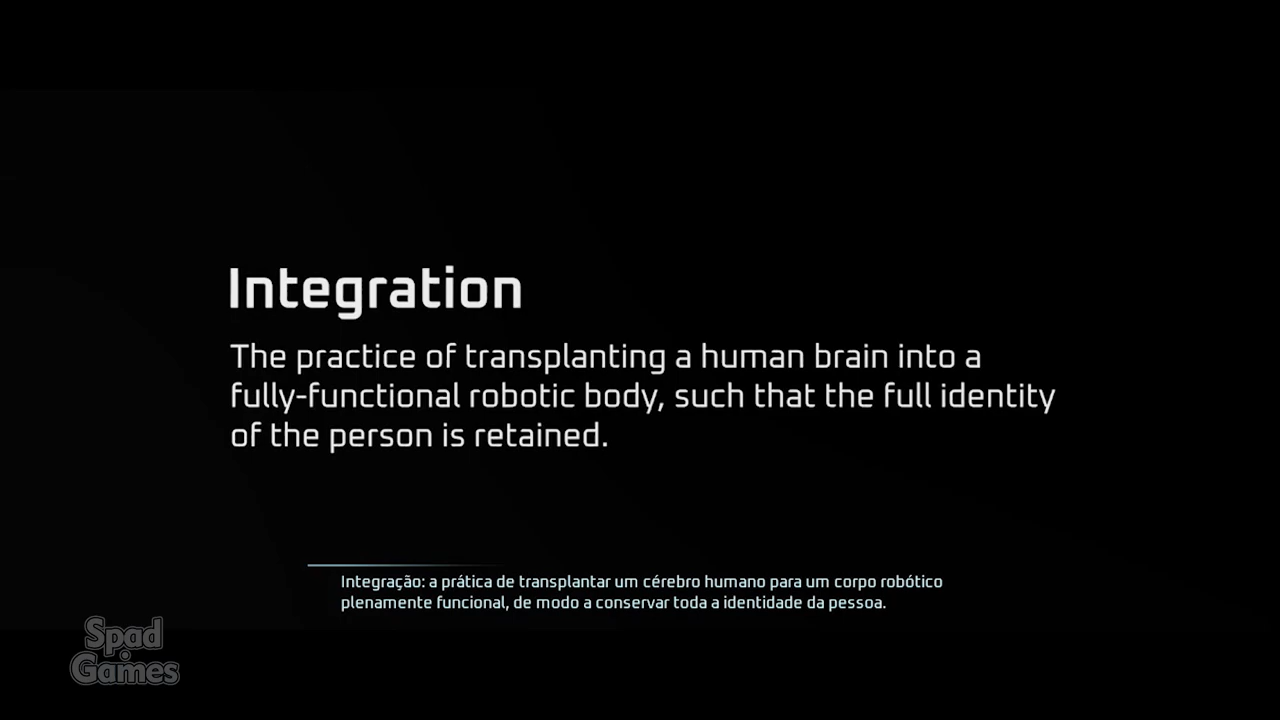 Integration
The practice of transplanting a human brain into a
fully-functional robotic body, such that the full identity
of the person is retained.
Integração: a prática de transplantar um cérebro humano para um corpo robótico
plenamente funcional, de modo a conservar toda a identidade da pessoa.
Spad
Games